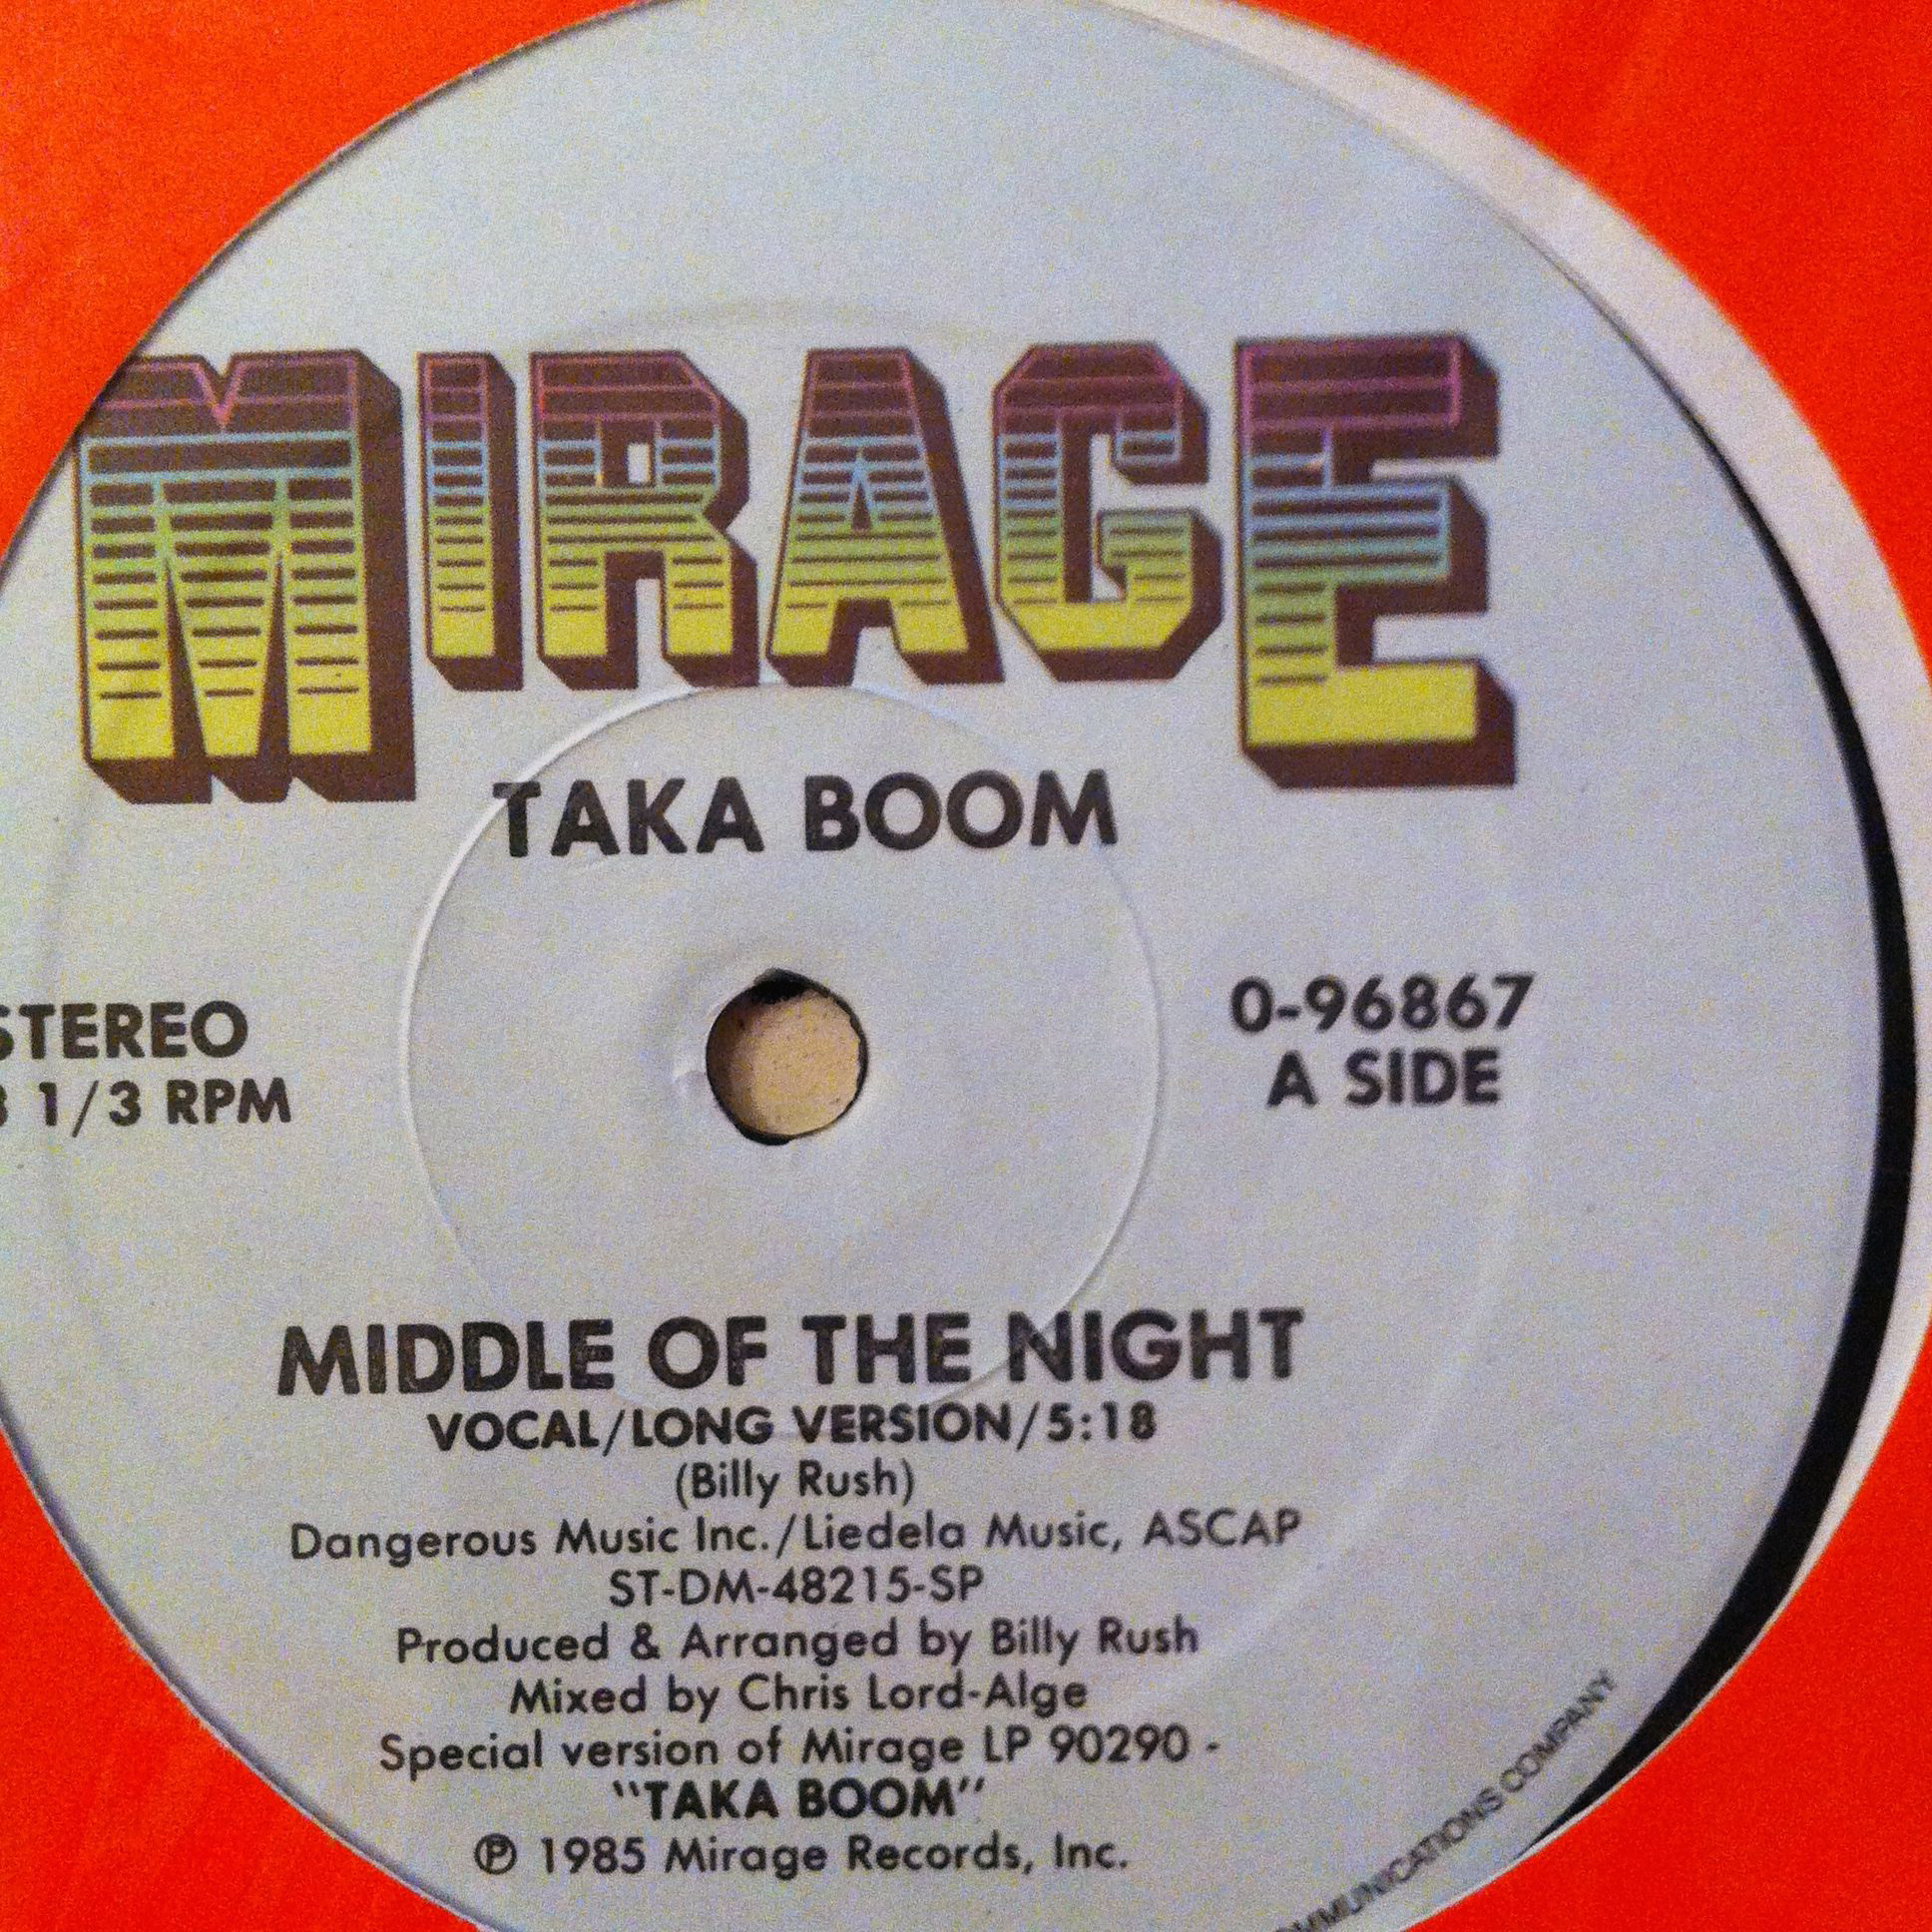 MIRAGE
TAKA BOOM
STEREO
1/3 RPM
0-96867
A SIDE
MIDDLE OF THE NIGHT
VOCAL/LONG VERSION/5:18
(Billy Rush)
Dangerous Music Inc./Liedela Music, ASCAP
ST-DM-48215-SP
Produced & Arranged by Billy Rush
Mixed by Chris Lord-Alge
Special version of Mirage LP 90290 -
"TAKA BOOM"
℗ 1985 Mirage Records, Inc.
COMMUNICATIONS COMPANY